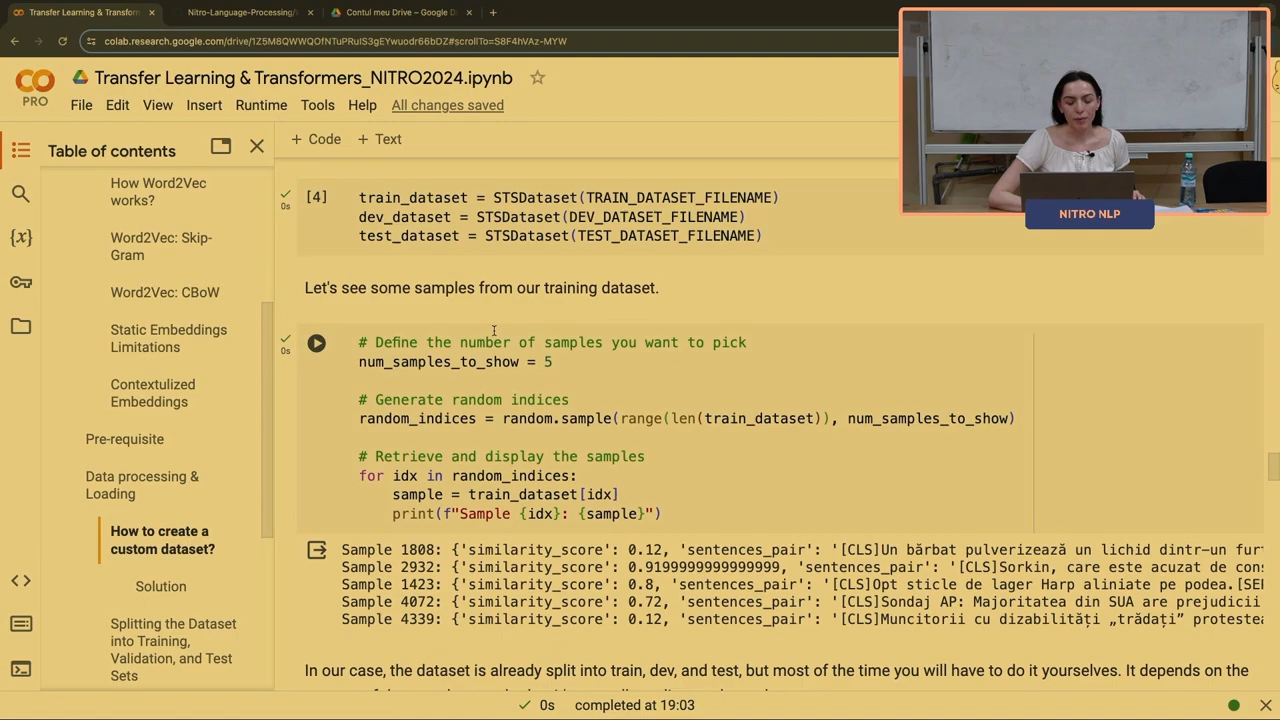 Transfer Learning & Transform
Nitro-Language-Processing/
Contul meu Drive – Google D
colab.research.google.com/drive/1Z5M8QWWQOfNTuPRuIS3gEYwuodr66bDZ#scrollTo=S8F4hVAz-MYW
PRO
Transfer Learning & Transformers_NITRO2024.ipynb
File Edit View Insert Runtime Tools Help All changes saved
Table of contents
+ Code + Text
How Word2Vec
works?
Word2Vec: Skip-
Gram
Word2Vec: CBoW
Static Embeddings
Limitations
Contextulized
Embeddings
Pre-requisite
Data processing &
Loading
How to create a
custom dataset?
Solution
Splitting the Dataset
into Training,
Validation, and Test
Sets
0s
[4]
train_dataset = STSDataset(TRAIN_DATASET_FILENAME)
dev_dataset = STSDataset(DEV_DATASET_FILENAME)
test_dataset = STSDataset(TEST_DATASET_FILENAME)
Let's see some samples from our training dataset.
0s
# Define the number of samples you want to pick
num_samples_to_show = 5
# Generate random indices
random_indices = random.sample(range(len(train_dataset)), num_samples_to_show)
# Retrieve and display the samples
for idx in random_indices:
sample = train_dataset[idx]
print(f"Sample {idx}: {sample}")
Sample 1808: {'similarity_score': 0.12, 'sentences_pair': '[CLS]Un bărbat pulverizează un lichid dintr-un fur
Sample 2932: {'similarity_score': 0.9199999999999999, 'sentences_pair': '[CLS]Sorkin, care este acuzat de cons
Sample 1423: {'similarity_score': 0.8, 'sentences_pair': '[CLS]Opt sticle de lager Harp aliniate pe podea.[SE
Sample 4072: {'similarity_score': 0.72, 'sentences_pair': '[CLS]Sondaj AP: Majoritatea din SUA are prejudicii
Sample 4339: {'similarity_score': 0.12, 'sentences_pair': '[CLS]Muncitorii cu dizabilități „trădați” protestea
In our case, the dataset is already split into train, dev, and test, but most of the time you will have to do it yourselves. It depends on the
0s completed at 19:03
NITRO NLP